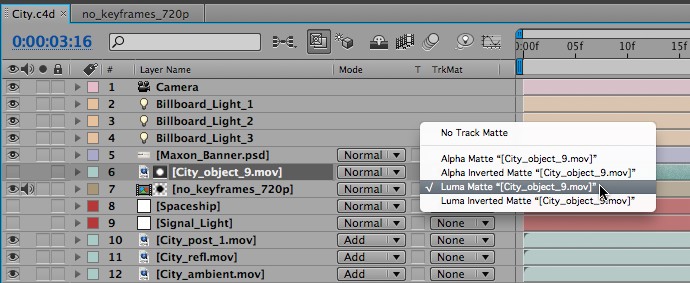 City.c4d × no_keyframes_720p
0:00:03:16
:00f 05f 10f 15f
# Layer Name Mode T TrkMat
1 Camera
2 Billboard_Light_1
3 Billboard_Light_2
4 Billboard_Light_3
No Track Matte
5 [Maxon_Banner.psd] Normal
Alpha Matte “[City_object_9.mov]”
6 [City_object_9.mov] Normal
Alpha Inverted Matte “[City_object_9.mov]”
7 [no_keyframes_720p] Normal
✓ Luma Matte “[City_object_9.mov]”
Luma Inverted Matte “[City_object_9.mov]”
8 [Spaceship] Normal
9 [Signal_Light] Normal None
10 [City_post_1.mov] Add None
11 [City_refl.mov] Add None
12 [City_ambient.mov] Add None